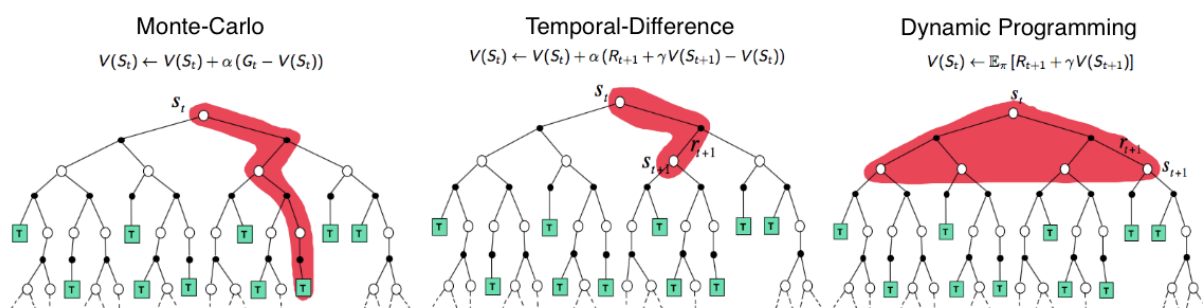 Monte-Carlo
V(S_t) ← V(S_t) + α (G_t − V(S_t))
s_t
T
T
T
T
T
T
T
T
T
T
Temporal-Difference
V(S_t) ← V(S_t) + α (R_{t+1} + γV(S_{t+1}) − V(S_t))
s_t
r_{t+1}
s_{t+1}
T
T
T
T
T
T
T
T
T
T
Dynamic Programming
V(S_t) ← 𝔼_π [R_{t+1} + γV(S_{t+1})]
s_t
r_{t+1}
s_{t+1}
T
T
T
T
T
T
T
T
T